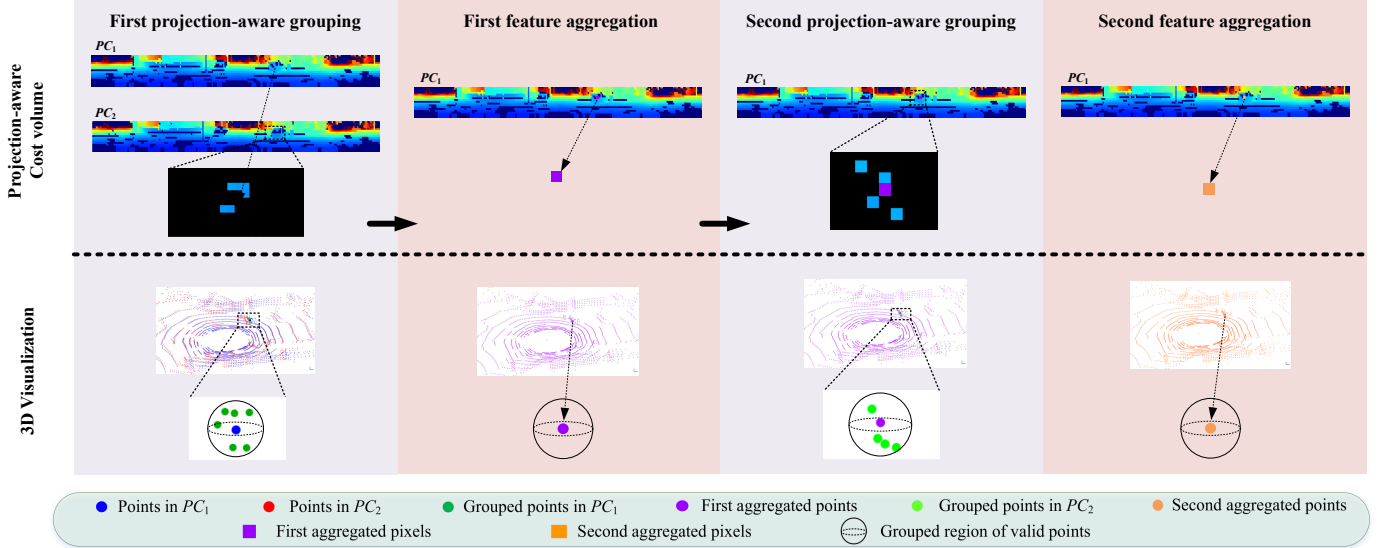 First projection-aware grouping
First feature aggregation
Second projection-aware grouping
Second feature aggregation
Projection-aware
Cost volume
PC1
PC2
PC1
PC1
PC1
3D Visualization
Points in PC1
Points in PC2
Grouped points in PC1
First aggregated points
Grouped points in PC2
Second aggregated points
First aggregated pixels
Second aggregated pixels
Grouped region of valid points